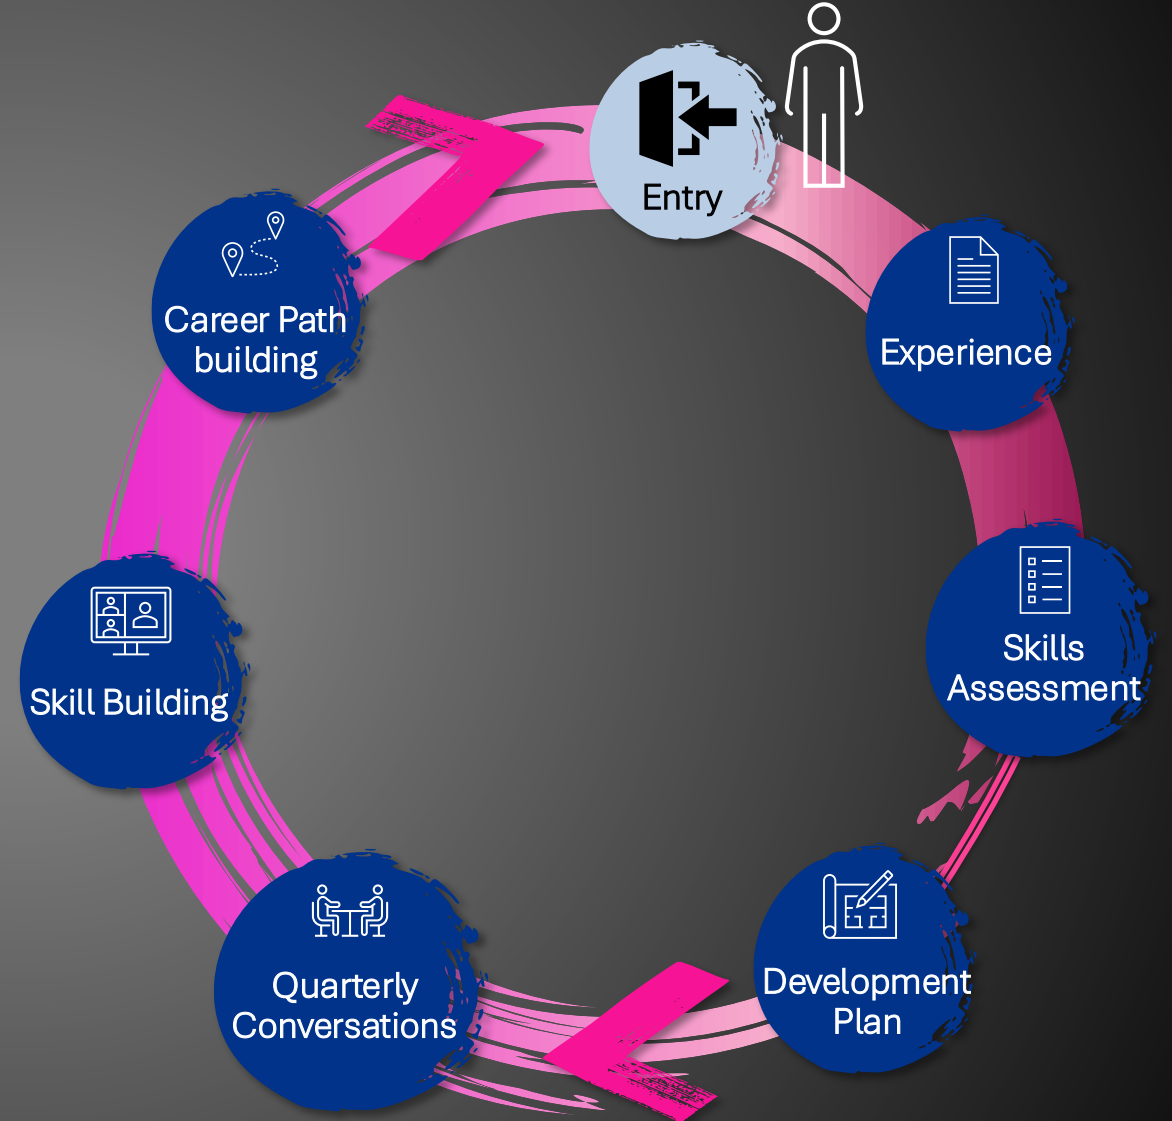 Entry
Experience
Skills
Assessment
Development
Plan
Quarterly
Conversations
Skill Building
Career Path
building